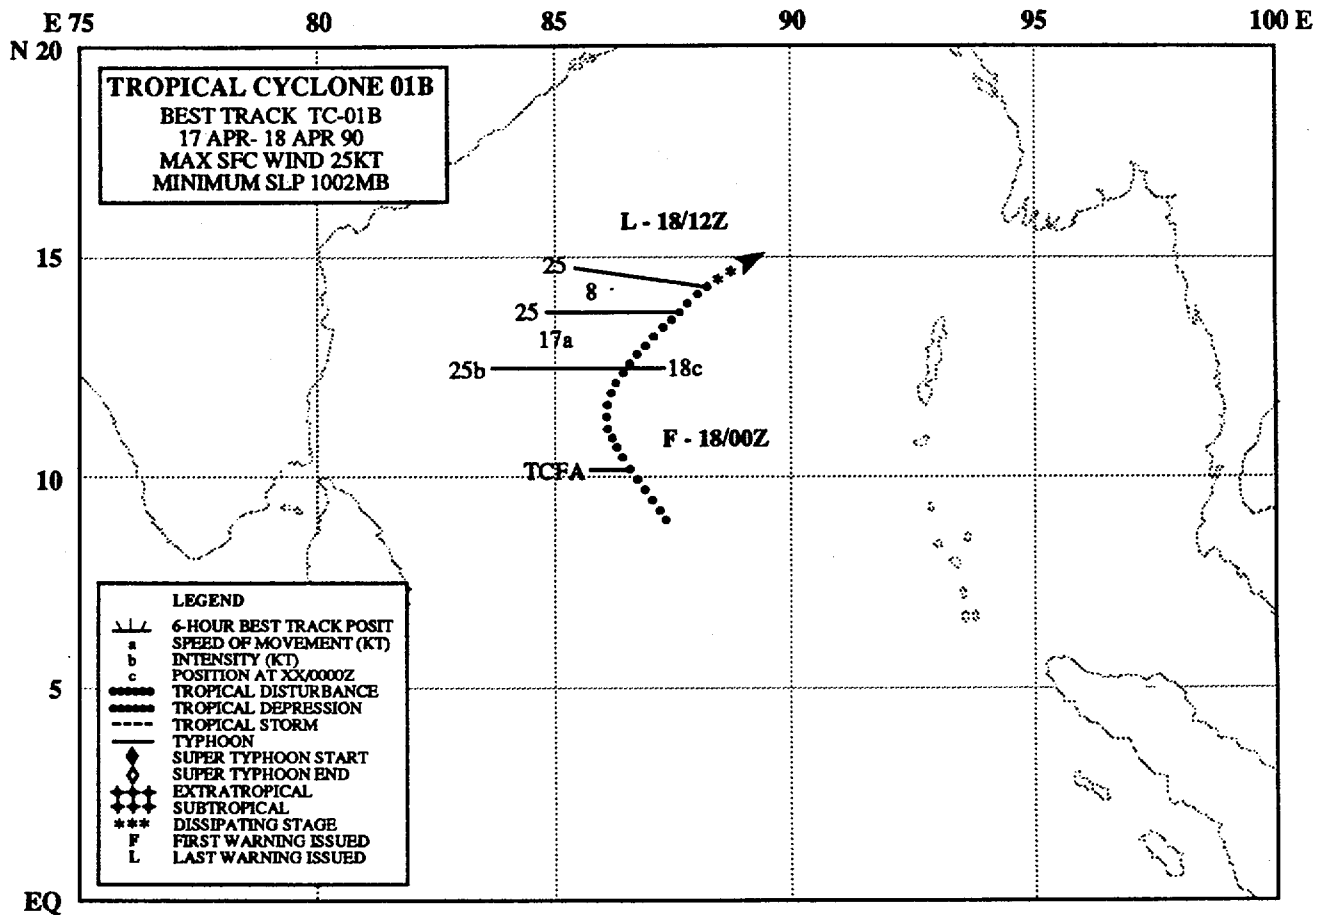 E 75 80 85 90 95 100 E
N 20
TROPICAL CYCLONE 01B
BEST TRACK TC-01B
17 APR- 18 APR 90
MAX SFC WIND 25KT
MINIMUM SLP 1002MB
L - 18/12Z
15
25
8
25
17a
25b
18c
F - 18/00Z
TCFA
10
LEGEND
6-HOUR BEST TRACK POSIT
a SPEED OF MOVEMENT (KT)
b INTENSITY (KT)
c POSITION AT XX/0000Z
TROPICAL DISTURBANCE
TROPICAL DEPRESSION
TROPICAL STORM
TYPHOON
SUPER TYPHOON START
SUPER TYPHOON END
EXTRATROPICAL
SUBTROPICAL
*** DISSIPATING STAGE
F FIRST WARNING ISSUED
L LAST WARNING ISSUED
5
EQ